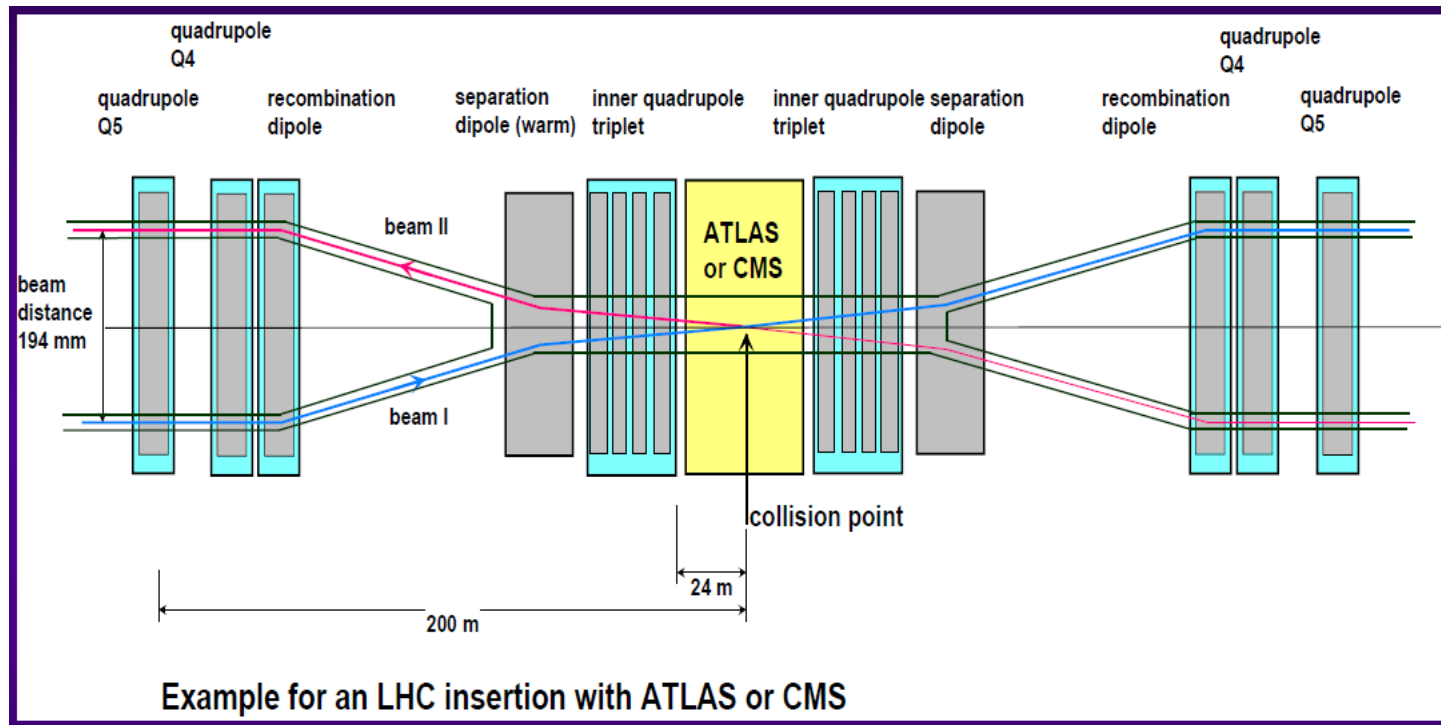 quadrupole
Q4
quadrupole
Q4
quadrupole
Q5
recombination
dipole
separation
dipole (warm)
inner quadrupole
triplet
inner quadrupole
triplet
separation
dipole
recombination
dipole
quadrupole
Q5
beam II
ATLAS
or CMS
beam
distance
194 mm
beam I
collision point
24 m
200 m
Example for an LHC insertion with ATLAS or CMS